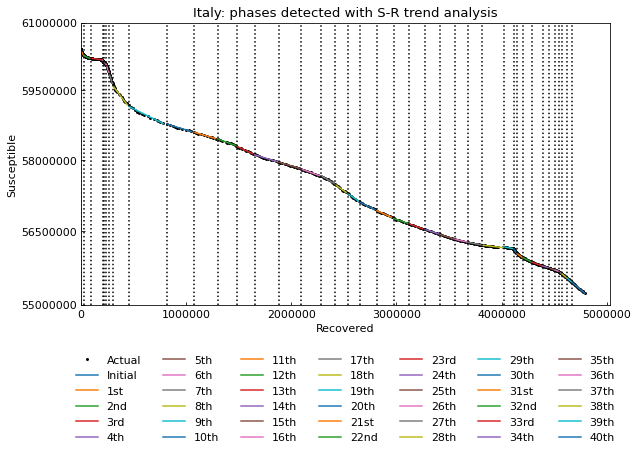 Italy: phases detected with S-R trend analysis
61000000
59500000
58000000
56500000
55000000
Susceptible
0 1000000 2000000 3000000 4000000 5000000
Recovered
Actual 5th 11th 17th 23rd 29th 35th
Initial 6th 12th 18th 24th 30th 36th
1st 7th 13th 19th 25th 31st 37th
2nd 8th 14th 20th 26th 32nd 38th
3rd 9th 15th 21st 27th 33rd 39th
4th 10th 16th 22nd 28th 34th 40th